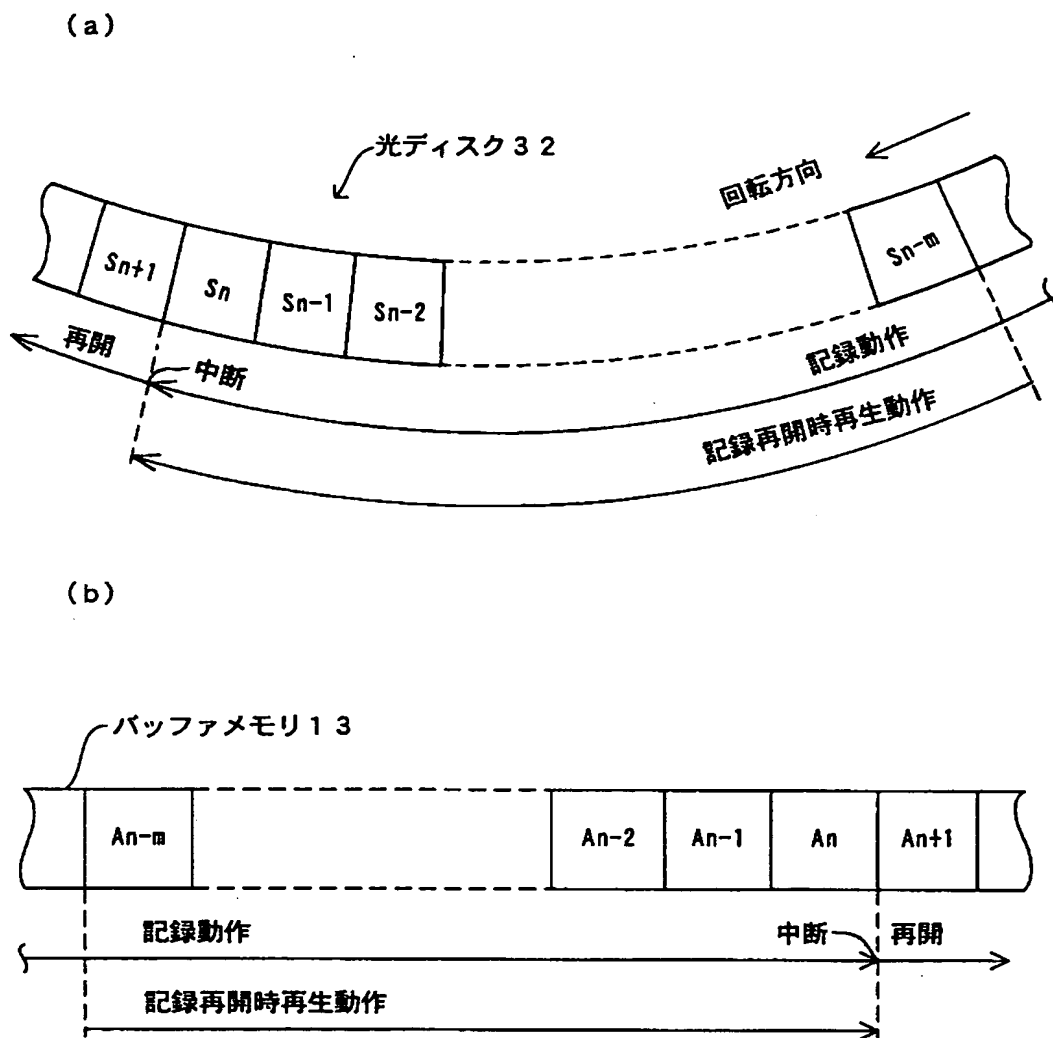 (a)
光ディスク32
回転方向
Sn+1
Sn
Sn-1
Sn-2
Sn-m
再開
中断
記録動作
記録再開時再生動作
(b)
バッファメモリ13
An-m
An-2
An-1
An
An+1
記録動作
中断
再開
記録再開時再生動作